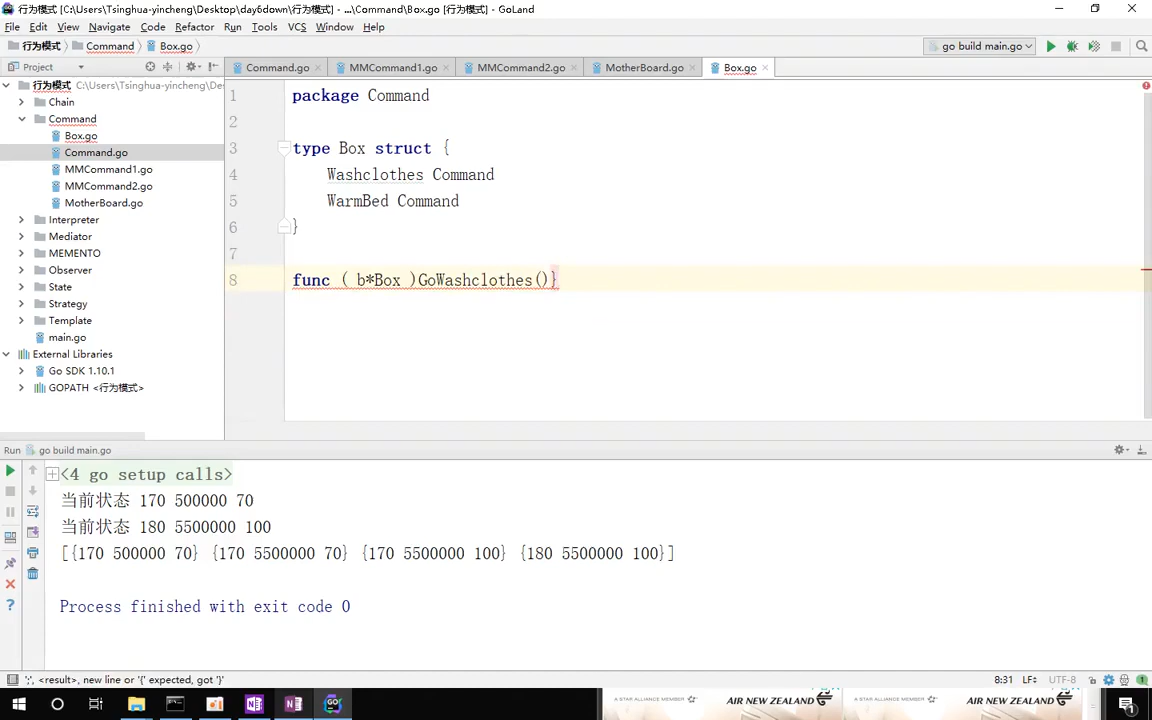 行为模式 [C:\Users\Tsinghua-yincheng\Desktop\day6down\行为模式] - ...\Command\Box.go [行为模式] - GoLand
File Edit View Navigate Code Refactor Run Tools VCS Window Help
行为模式 Command Box.go go build main.go
Project Command.go MMCommand1.go MMCommand2.go MotherBoard.go Box.go
行为模式 C:\Users\Tsinghua-yincheng\Des
Chain
Command
Box.go
Command.go
MMCommand1.go
MMCommand2.go
MotherBoard.go
Interpreter
Mediator
MEMENTO
Observer
State
Strategy
Template
main.go
External Libraries
Go SDK 1.10.1
GOPATH <行为模式>
1 package Command
2
3 type Box struct {
4 Washclothes Command
5 WarmBed Command
6 }
7
8 func ( b*Box )GoWashclothes()}
Run go build main.go
<4 go setup calls>
当前状态 170 500000 70
当前状态 180 5500000 100
[{170 500000 70} {170 5500000 70} {170 5500000 100} {180 5500000 100}]
Process finished with exit code 0
';', <result>, new line or '{' expected, got '}' 8:31 LF÷ UTF-8
A STAR ALLIANCE MEMBER AIR NEW ZEALAND A STAR ALLIANCE MEMBER AIR NEW ZEALAND